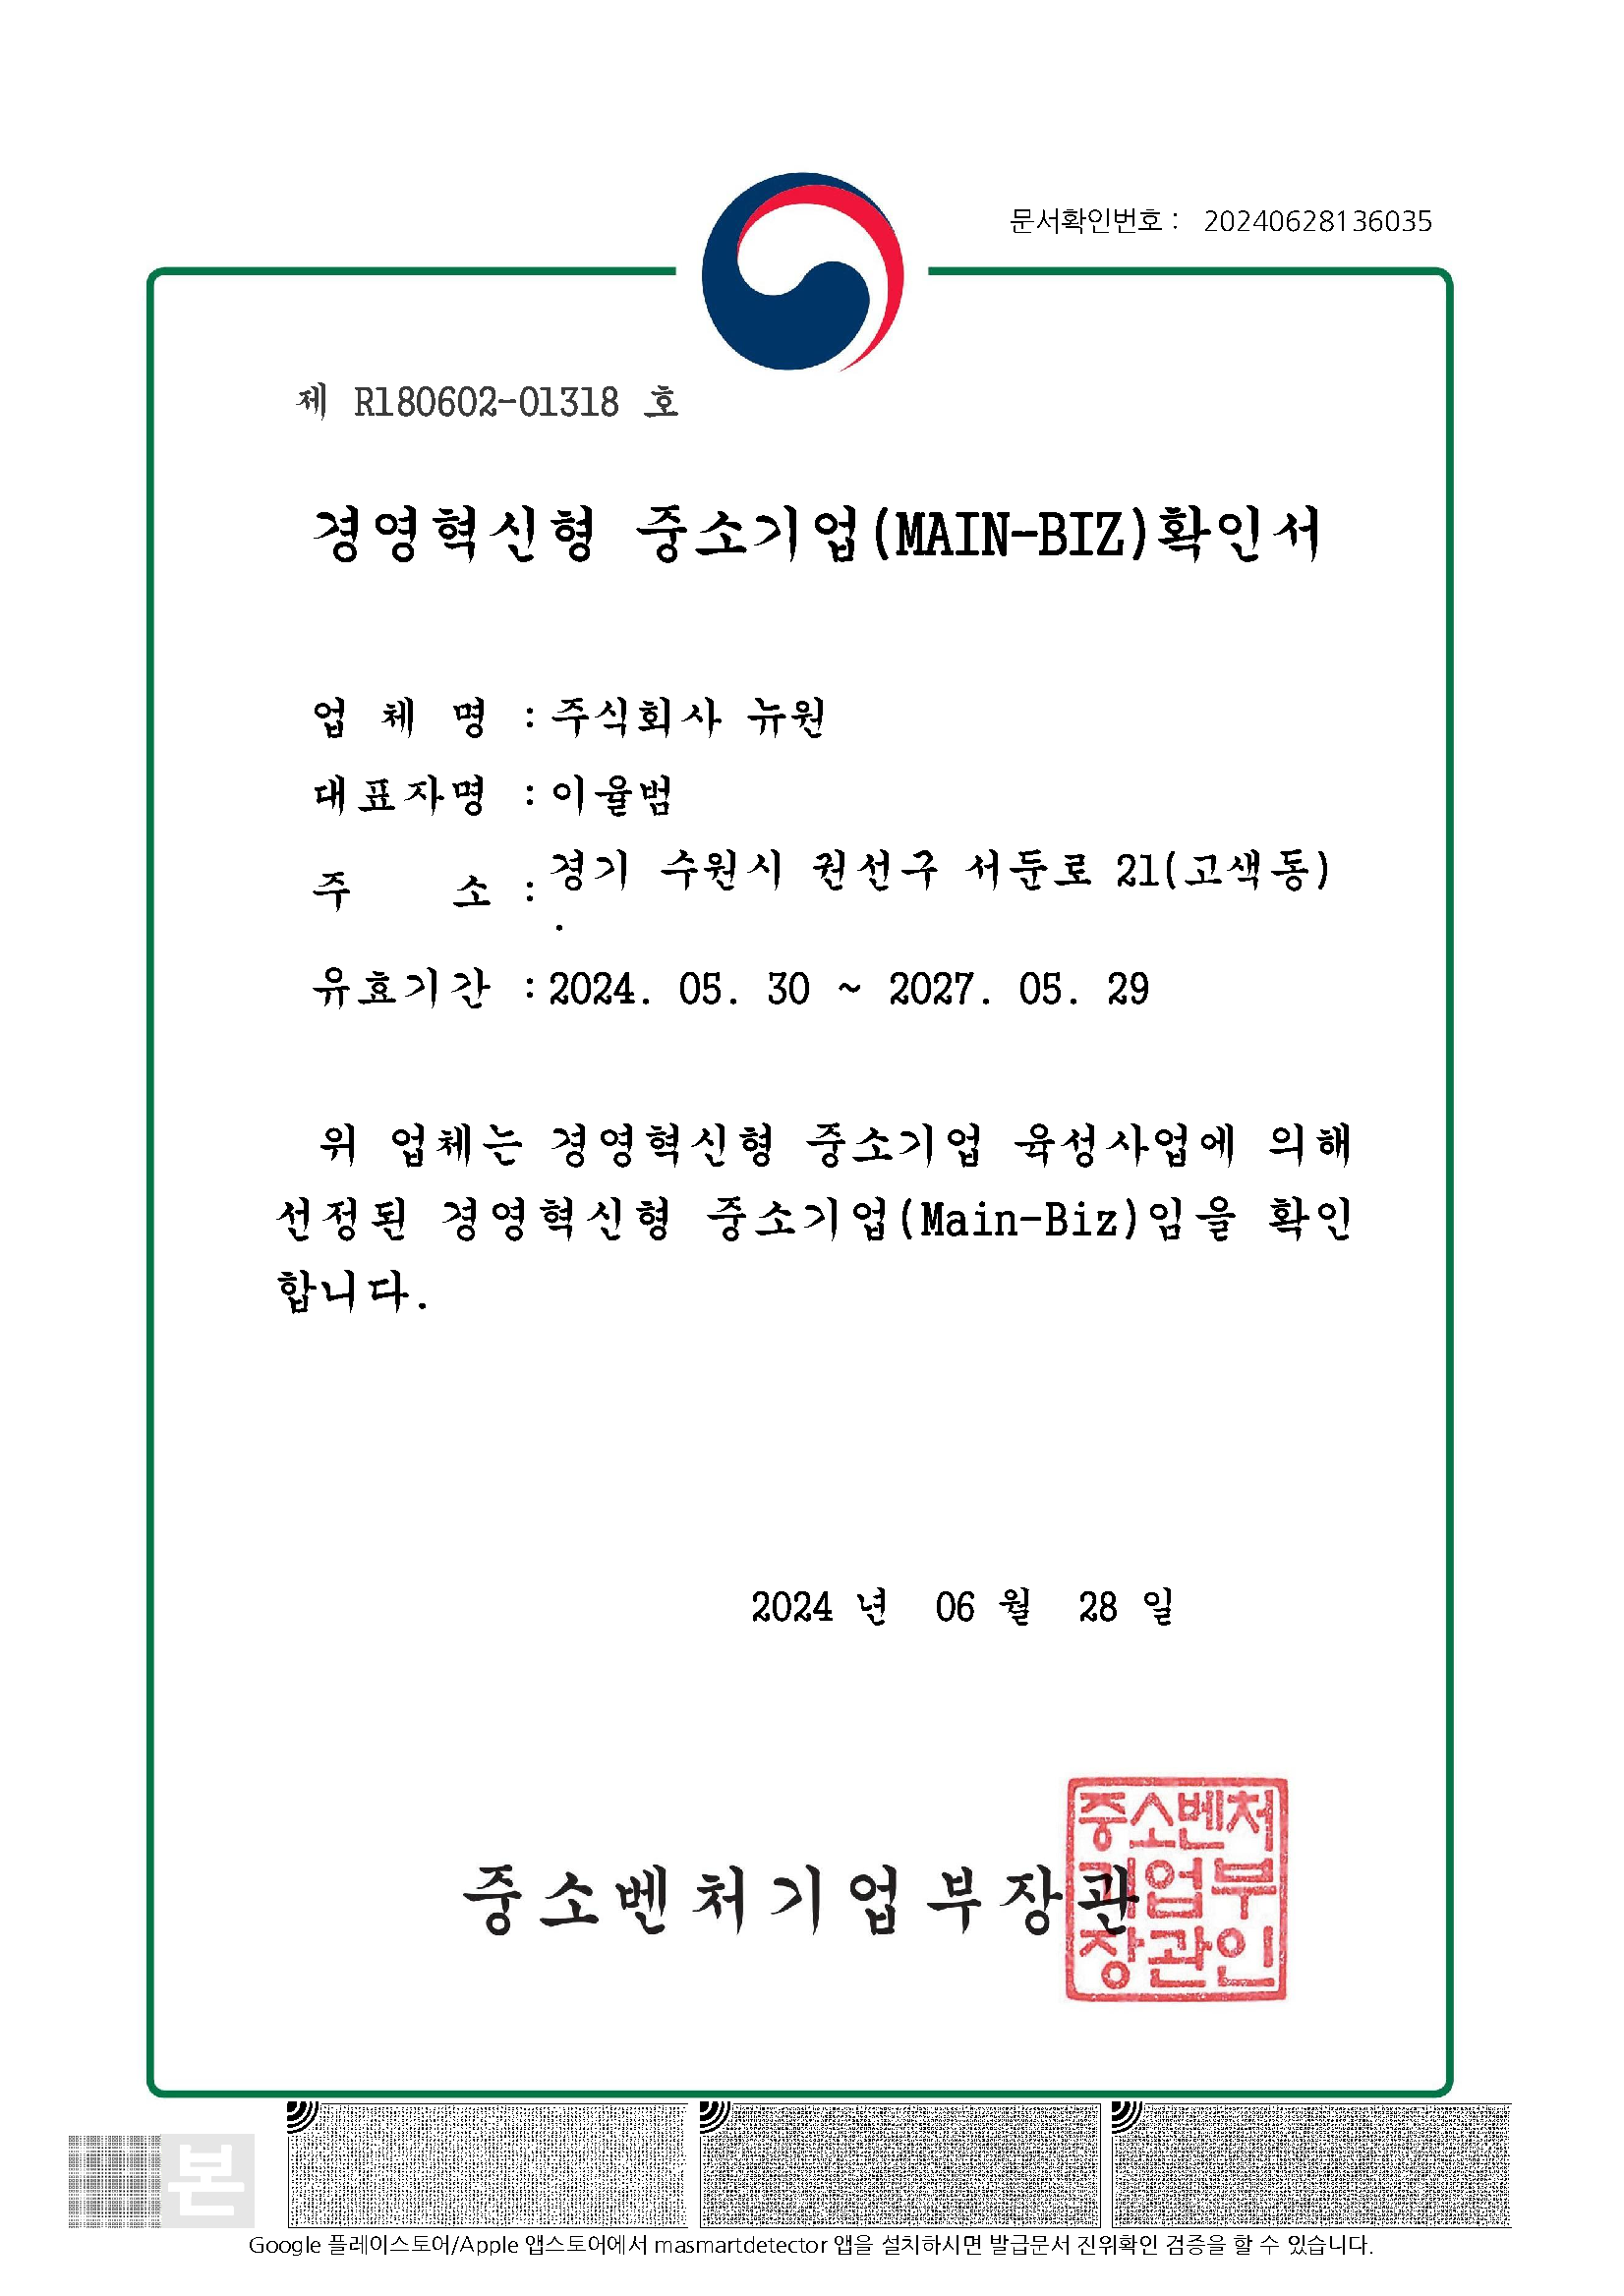 문서확인번호 : 20240628136035
제 R180602-01318 호
경영혁신형 중소기업(MAIN-BIZ)확인서
업 체 명 : 주식회사 뉴원
대표자명 : 이율범
주 소 : 경기 수원시 권선구 서둔로 21(고색동)
.
유효기간 : 2024. 05. 30 ~ 2027. 05. 29
위 업체는 경영혁신형 중소기업 육성사업에 의해
선정된 경영혁신형 중소기업(Main-Biz)임을 확인
합니다.
2024 년 06 월 28 일
중소벤처기업부장관
중소벤처
기업부
장관인
본
Google 플레이스토어/Apple 앱스토어에서 masmartdetector 앱을 설치하시면 발급문서 진위확인 검증을 할 수 있습니다.